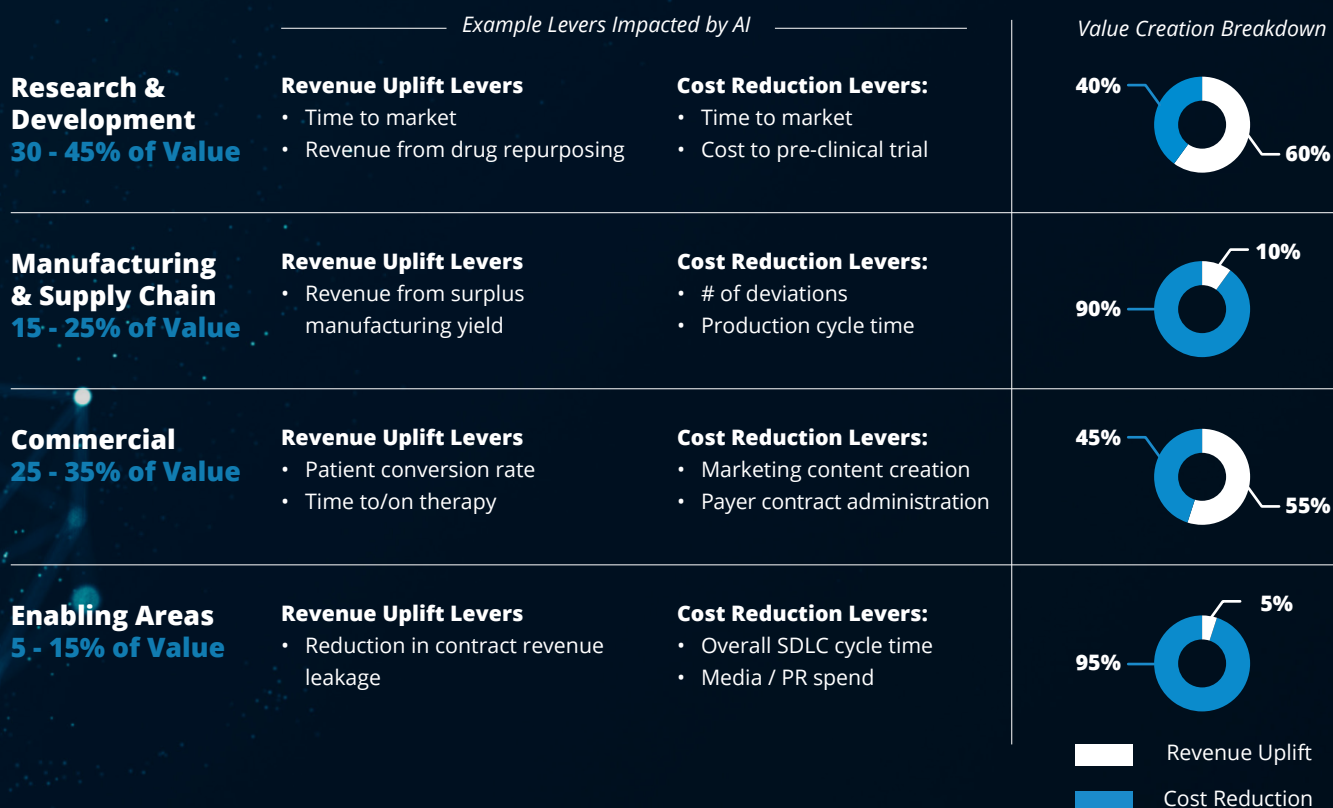 Example Levers Impacted by AI
Value Creation Breakdown
Research &
Development
30 - 45% of Value
Revenue Uplift Levers
• Time to market
• Revenue from drug repurposing
Cost Reduction Levers:
• Time to market
• Cost to pre-clinical trial
40%
60%
Manufacturing
& Supply Chain
15 - 25% of Value
Revenue Uplift Levers
• Revenue from surplus
manufacturing yield
Cost Reduction Levers:
• # of deviations
• Production cycle time
10%
90%
Commercial
25 - 35% of Value
Revenue Uplift Levers
• Patient conversion rate
• Time to/on therapy
Cost Reduction Levers:
• Marketing content creation
• Payer contract administration
45%
55%
Enabling Areas
5 - 15% of Value
Revenue Uplift Levers
• Reduction in contract revenue
leakage
Cost Reduction Levers:
• Overall SDLC cycle time
• Media / PR spend
5%
95%
Revenue Uplift
Cost Reduction